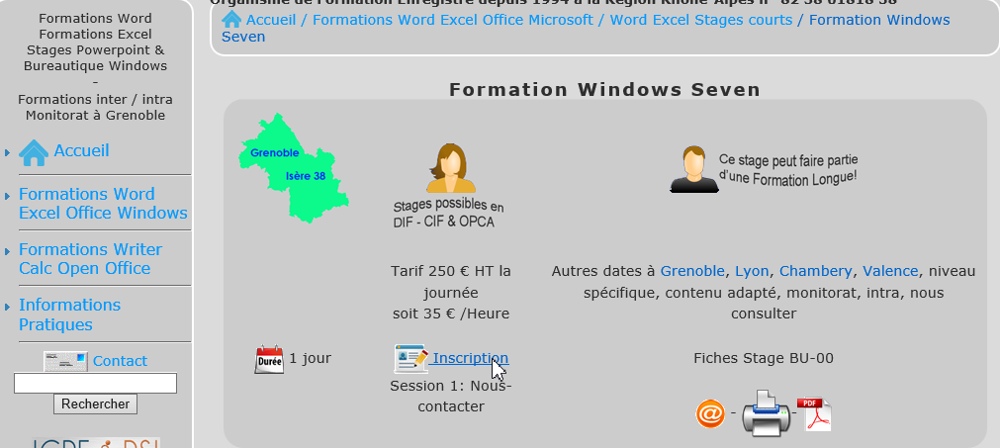 Formations Word
Formations Excel
Stages Powerpoint &
Bureautique Windows
-
Formations inter / intra
Monitorat à Grenoble
Accueil
Formations Word
Excel Office Windows
Formations Writer
Calc Open Office
Informations
Pratiques
Contact
Rechercher
Organisme de Formation Enregistré depuis 1994 à la Région Rhône-Alpes n° 82 38 01818 38
Accueil / Formations Word Excel Office Microsoft / Word Excel Stages courts / Formation Windows
Seven
Formation Windows Seven
Grenoble
Isère 38
Stages possibles en
DIF - CIF & OPCA
Ce stage peut faire partie
d'une Formation Longue!
Tarif 250 € HT la
journée
soit 35 € /Heure
Autres dates à Grenoble, Lyon, Chambery, Valence, niveau
spécifique, contenu adapté, monitorat, intra, nous
consulter
Durée 1 jour
Inscription
Fiches Stage BU-00
Session 1: Nous-
contacter
@ - - PDF